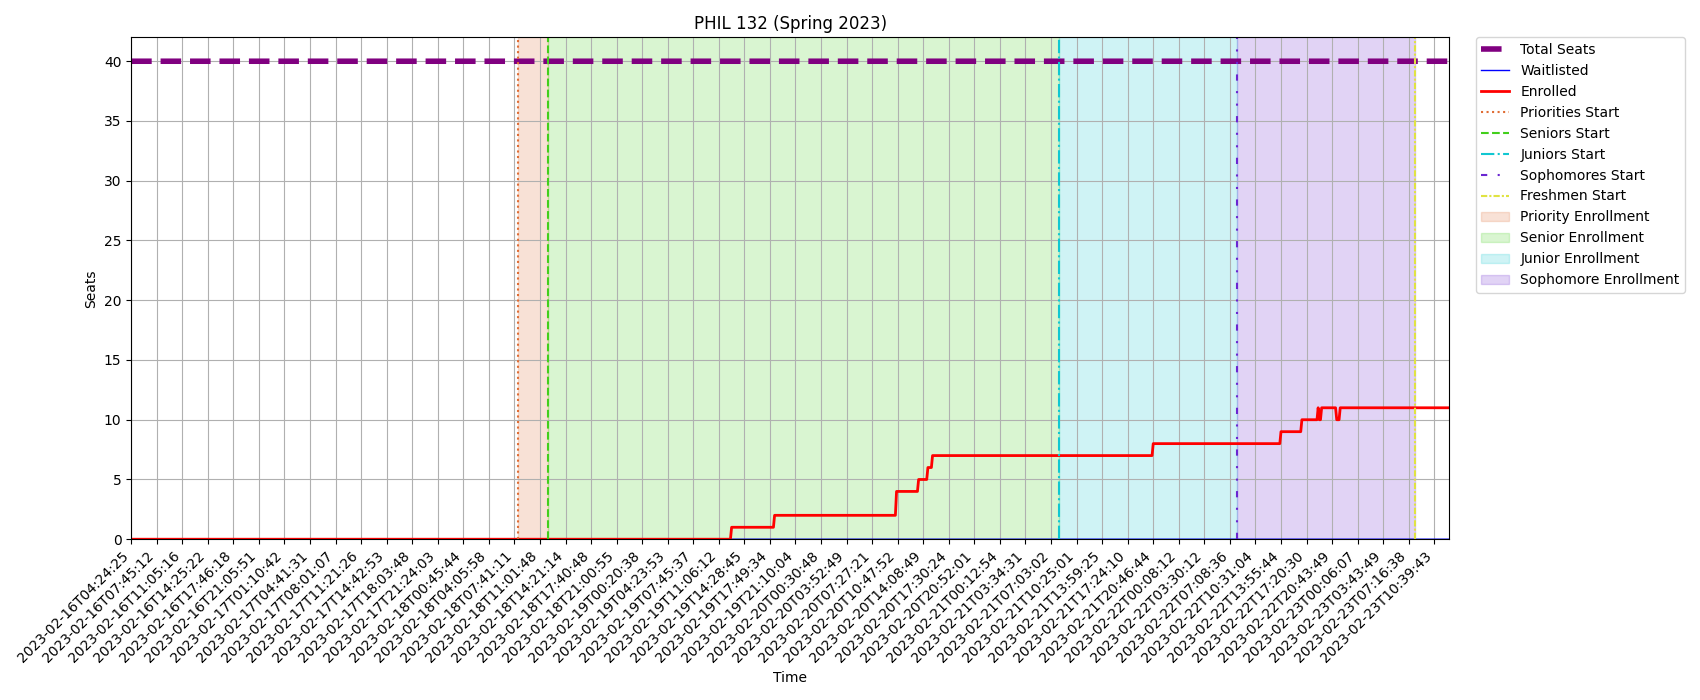 PHIL 132 (Spring 2023)
Seats
40
35
30
25
20
15
10
5
0
2023-02-16T04:24:25
2023-02-16T07:45:12
2023-02-16T11:05:16
2023-02-16T14:25:22
2023-02-16T17:46:18
2023-02-16T21:05:51
2023-02-17T01:10:42
2023-02-17T04:41:31
2023-02-17T08:01:07
2023-02-17T11:21:26
2023-02-17T14:42:53
2023-02-17T18:03:48
2023-02-17T21:24:03
2023-02-18T00:45:44
2023-02-18T04:05:58
2023-02-18T07:41:11
2023-02-18T11:01:48
2023-02-18T14:21:14
2023-02-18T17:40:48
2023-02-18T21:00:55
2023-02-19T00:20:38
2023-02-19T04:23:53
2023-02-19T07:45:37
2023-02-19T11:06:12
2023-02-19T14:28:45
2023-02-19T17:49:34
2023-02-19T21:10:04
2023-02-20T00:30:48
2023-02-20T03:52:49
2023-02-20T07:27:21
2023-02-20T10:47:52
2023-02-20T14:08:49
2023-02-20T17:30:24
2023-02-20T20:52:01
2023-02-21T00:12:54
2023-02-21T03:34:31
2023-02-21T07:03:02
2023-02-21T10:25:01
2023-02-21T13:59:25
2023-02-21T17:24:10
2023-02-21T20:46:44
2023-02-22T00:08:12
2023-02-22T03:30:12
2023-02-22T07:08:36
2023-02-22T10:31:04
2023-02-22T13:55:44
2023-02-22T17:20:30
2023-02-22T20:43:49
2023-02-23T00:06:07
2023-02-23T03:43:49
2023-02-23T07:16:38
2023-02-23T10:39:43
Time
Total Seats
Waitlisted
Enrolled
Priorities Start
Seniors Start
Juniors Start
Sophomores Start
Freshmen Start
Priority Enrollment
Senior Enrollment
Junior Enrollment
Sophomore Enrollment